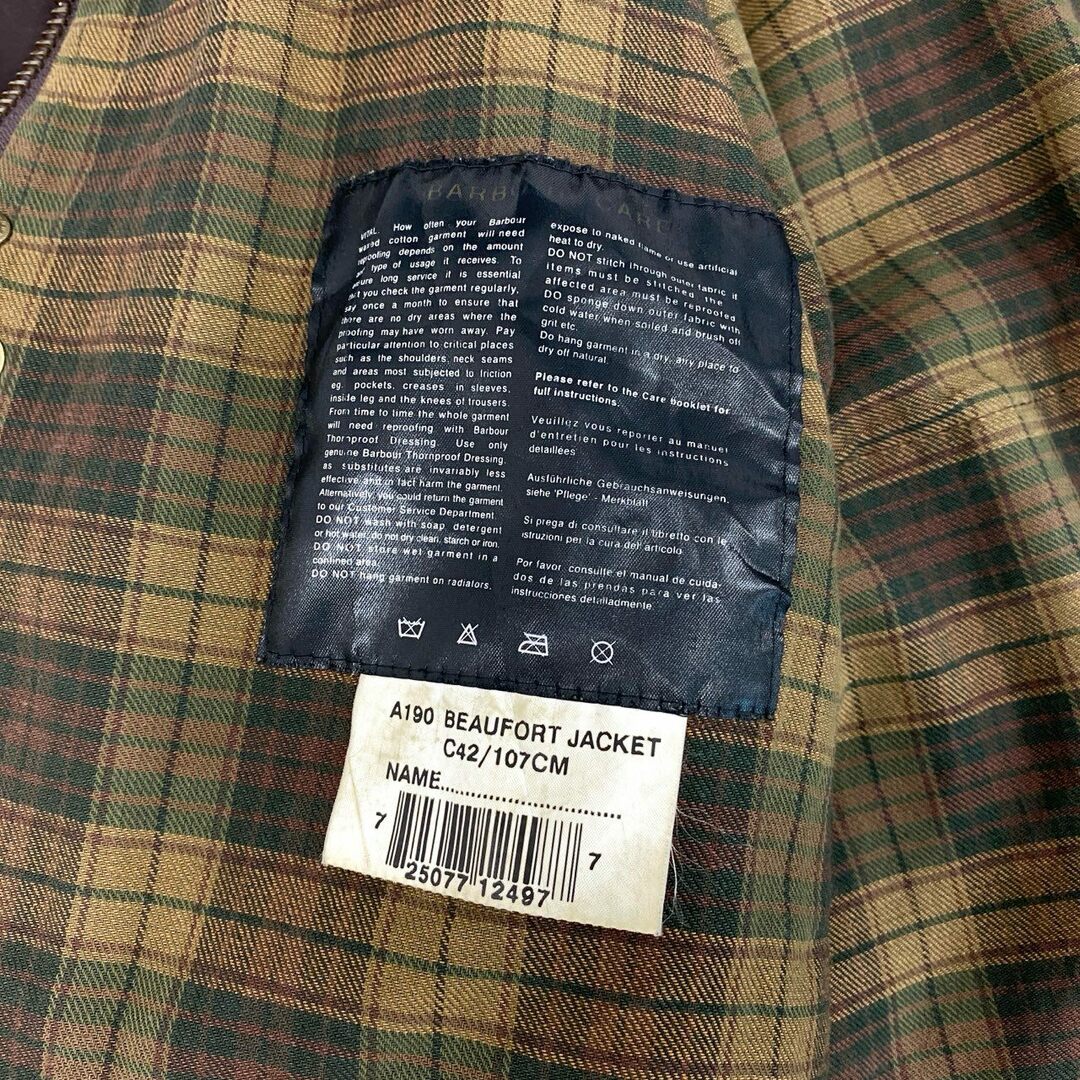 BARB
CARE
VITAL. How often your Barbour
waxed cotton garment will need
reproofing depends on the amount
type of usage it receives. To
long service it is essential
you check the garment regularly,
say once a month to ensure that
there are no dry areas where the
proofing may have worn away. Pay
particular attention to critical places
such as the shoulders, neck seams
and areas most subjected to friction
eg. pockets, creases in sleeves,
inside leg and the knees of trousers.
From time to time the whole garment
will need reproofing with Barbour
Thornproof Dressing. Use only
genuine Barbour Thornproof Dressing,
as substitutes are invariably less
effective and in fact harm the garment.
Alternatively you could return the garment
to our Customer Service Department.
DO NOT wash with soap, detergent
or hot water, do not dry clean, starch or iron.
DO NOT store wet garment in a
confined area.
DO NOT hang garment on radiators.
expose to naked flame or use artificial
heat to dry.
DO NOT stitch through outer fabric if
items must be stitched, the
affected area must be reproofed
DO sponge down outer fabric with
cold water when soiled and brush off
grit etc.
Do hang garment in a dry, airy place to
dry off natural.
Please refer to the Care booklet for
full instructions.
Veuillez vous reporter au manuel
d'entretien pour les instructions
detaillées
Ausführliche Gebrauchsanweisungen,
siehe 'Pflege' - Merkblatt
Si prega di consultare il libretto con le
istruzioni per la cura del articolo
Por favor, consulte el manual de cuida-
dos de las prendas para ver las
instrucciones detalladmente.
A190 BEAUFORT JACKET
C42/107CM
NAME.............................
7 25077 12497 7